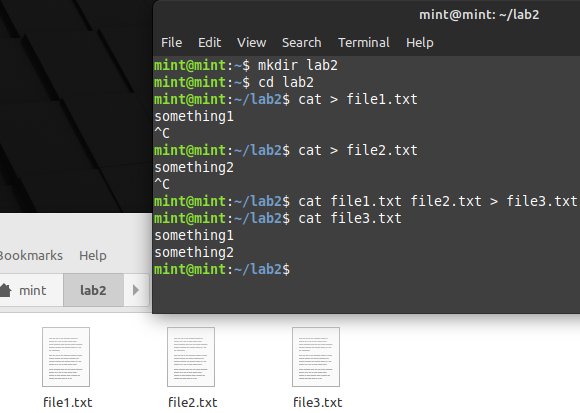 mint@mint: ~/lab2
File Edit View Search Terminal Help
mint@mint:~$ mkdir lab2
mint@mint:~$ cd lab2
mint@mint:~/lab2$ cat > file1.txt
something1
^C
mint@mint:~/lab2$ cat > file2.txt
something2
^C
mint@mint:~/lab2$ cat file1.txt file2.txt > file3.txt
mint@mint:~/lab2$ cat file3.txt
something1
something2
mint@mint:~/lab2$
Bookmarks Help
mint lab2
file1.txt file2.txt file3.txt